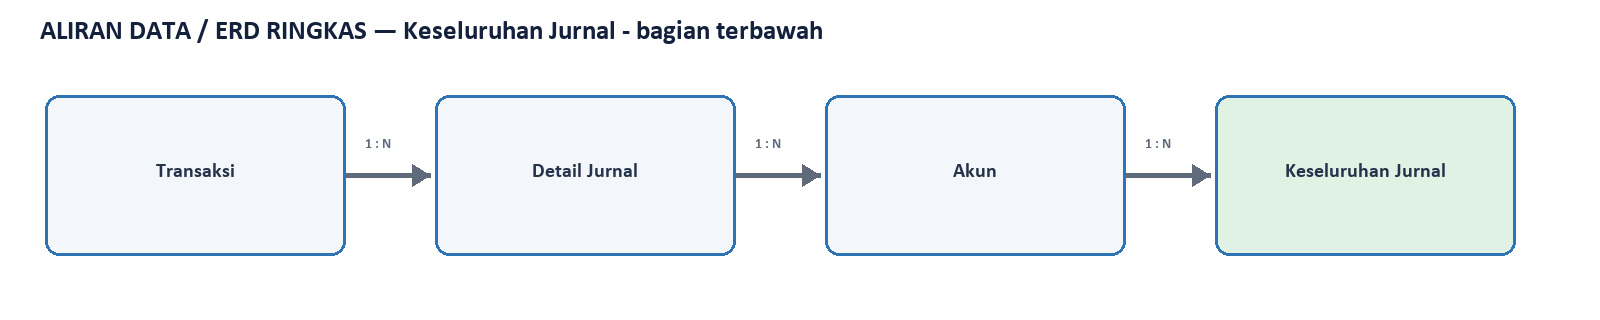 ALIRAN DATA / ERD RINGKAS — Keseluruhan Jurnal - bagian terbawah
Transaksi
1 : N
Detail Jurnal
1 : N
Akun
1 : N
Keseluruhan Jurnal